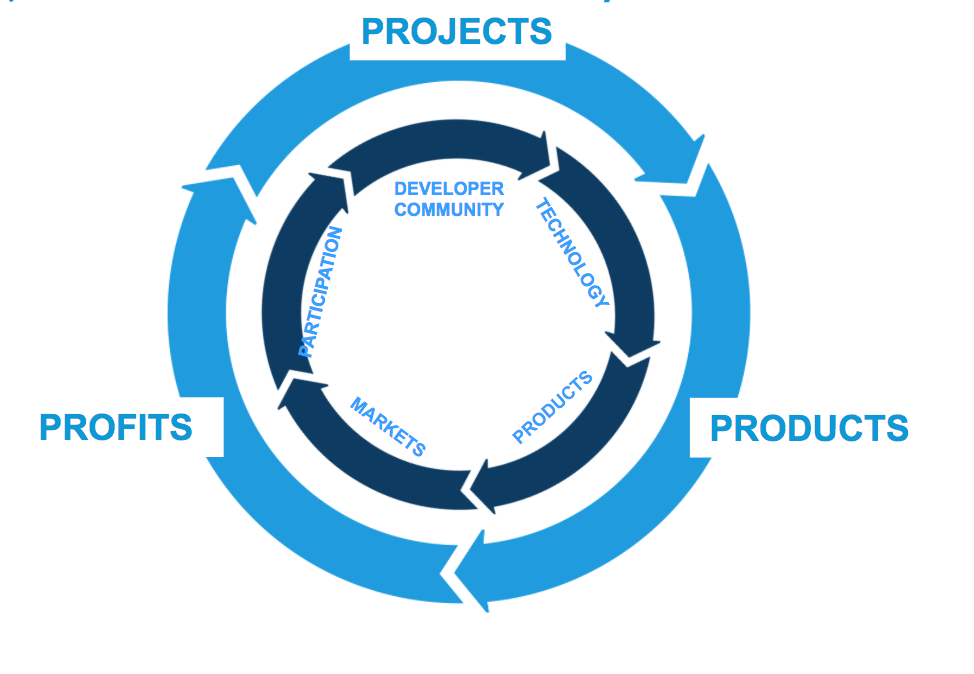 PROJECTS
DEVELOPER
COMMUNITY
TECHNOLOGY
PARTICIPATION
PRODUCTS
MARKETS
PROFITS
PRODUCTS